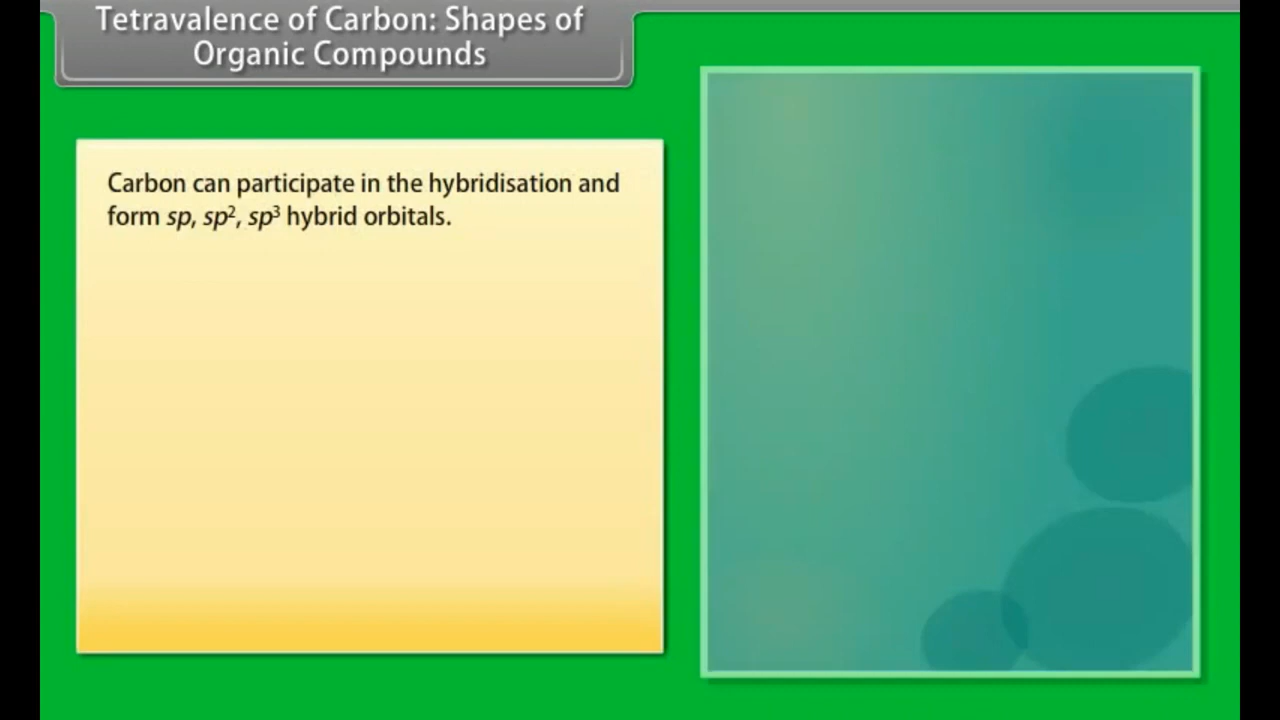 Tetravalence of Carbon: Shapes of
Organic Compounds
Carbon can participate in the hybridisation and
form sp, sp², sp³ hybrid orbitals.